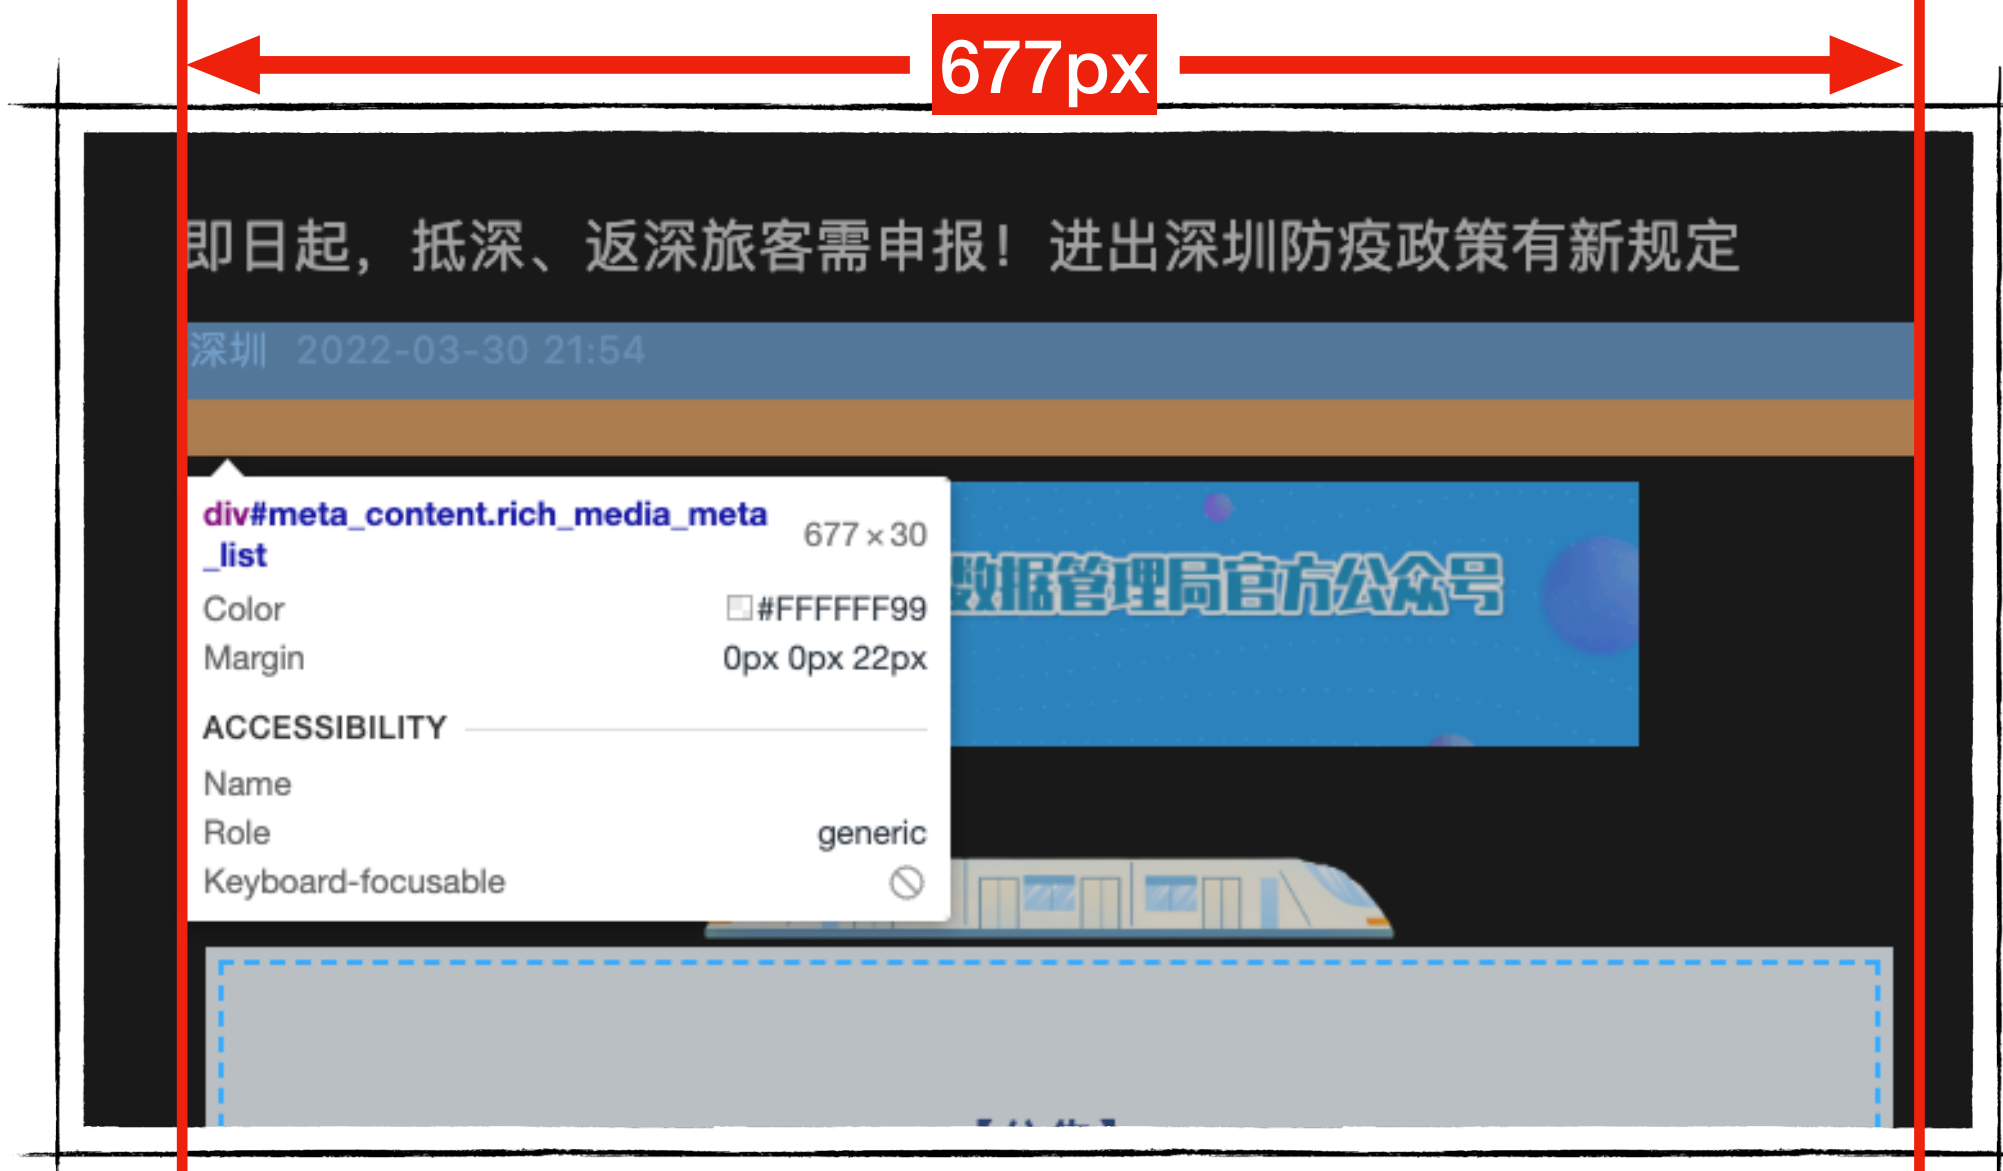 677px
即日起，抵深、返深旅客需申报！进出深圳防疫政策有新规定
深圳 2022-03-30 21:54
div#meta_content.rich_media_meta
_list
677 × 30
数据管理局官方公众号
Color #FFFFFF99
Margin 0px 0px 22px
ACCESSIBILITY
Name
Role generic
Keyboard-focusable